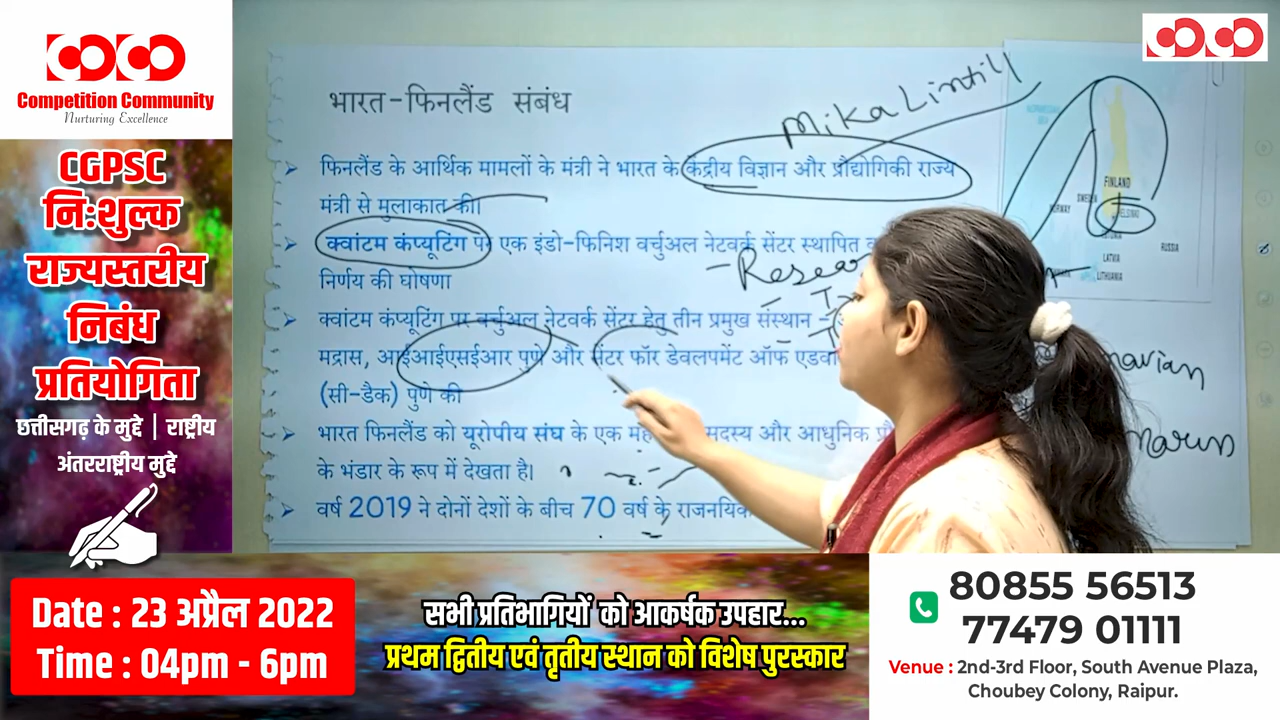 Competition Community
Nurturing Excellence
CGPSC
नि:शुल्क
राज्यस्तरीय
निबंध
प्रतियोगिता
छत्तीसगढ़ के मुद्दे | राष्ट्रीय
अंतरराष्ट्रीय मुद्दे
भारत-फिनलैंड संबंध
Mika Lintil
➢ फिनलैंड के आर्थिक मामलों के मंत्री ने भारत के केंद्रीय विज्ञान और प्रौद्योगिकी राज्य
मंत्री से मुलाकात की।
➢ क्वांटम कंप्यूटिंग पर एक इंडो-फिनिश वर्चुअल नेटवर्क सेंटर स्थापित
निर्णय की घोषणा
➢ क्वांटम कंप्यूटिंग पर वर्चुअल नेटवर्क सेंटर हेतु तीन प्रमुख संस्थान -
मद्रास, आईआईएसईआर पुणे और सेंटर फॉर डेवलपमेंट ऑफ
(सी-डैक) पुणे की
➢ भारत फिनलैंड को यूरोपीय संघ के एक सदस्य और आधुनिक
के भंडार के रूप में देखता है।
➢ वर्ष 2019 ने दोनों देशों के बीच 70 वर्ष के
FINLAND
NORWAY
RUSSIA
LATVIA
LITHUANIA
Date : 23 अप्रैल 2022
Time : 04pm - 6pm
सभी प्रतिभागियों को आकर्षक उपहार...
प्रथम द्वितीय एवं तृतीय स्थान को विशेष पुरस्कार
80855 56513
77479 01111
Venue : 2nd-3rd Floor, South Avenue Plaza,
Choubey Colony, Raipur.